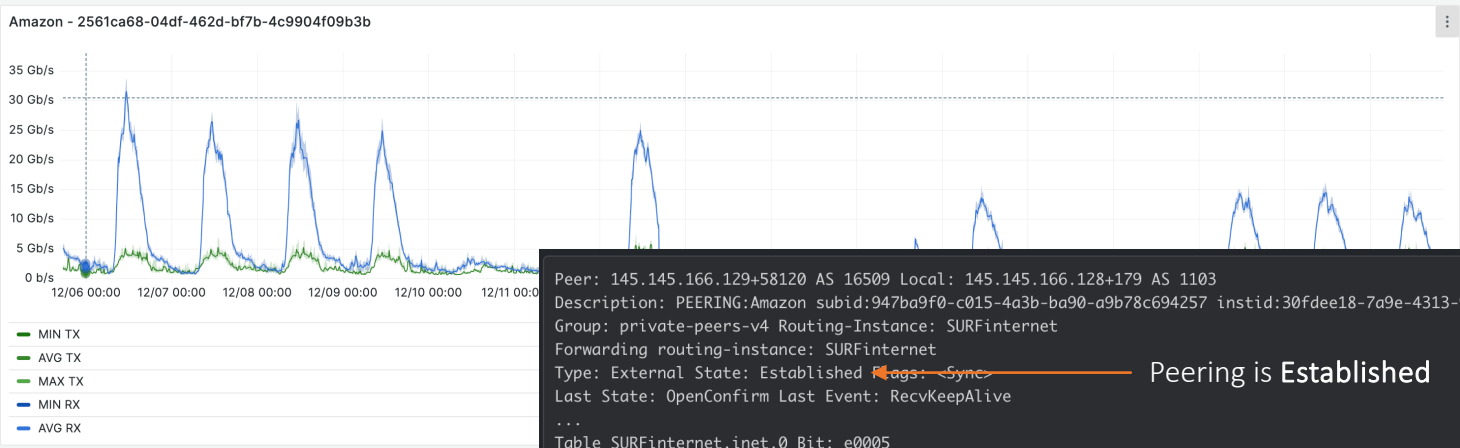 Amazon - 2561ca68-04df-462d-bf7b-4c9904f09b3b
35 Gb/s
30 Gb/s
25 Gb/s
20 Gb/s
15 Gb/s
10 Gb/s
5 Gb/s
0 b/s
12/06 00:00 12/07 00:00 12/08 00:00 12/09 00:00 12/10 00:00 12/11 00:0
MIN TX
AVG TX
MAX TX
MIN RX
AVG RX
Peer: 145.145.166.129+58120 AS 16509 Local: 145.145.166.128+179 AS 1103
Description: PEERING:Amazon subid:947ba9f0-c015-4a3b-ba90-a9b78c694257 instid:30fdee18-7a9e-4313-
Group: private-peers-v4 Routing-Instance: SURFinternet
Forwarding routing-instance: SURFinternet
Type: External State: Established Flags: <Sync>
Last State: OpenConfirm Last Event: RecvKeepAlive
...
Table SURFinternet.inet.0 Bit: e0005
Peering is Established